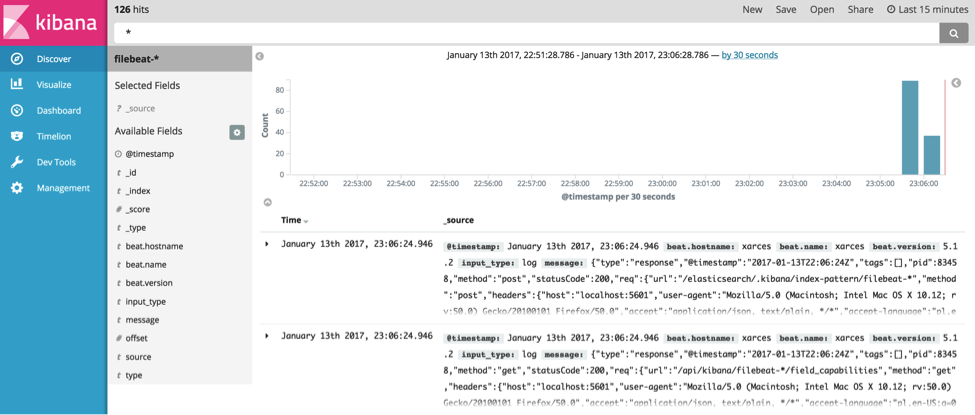 kibana
Discover
Visualize
Dashboard
Timelion
Dev Tools
Management
126 hits
New Save Open Share Last 15 minutes
*
filebeat-*
Selected Fields
? _source
Available Fields
@timestamp
t _id
t _index
# _score
t _type
t beat.hostname
t beat.name
t beat.version
t input_type
t message
# offset
t source
t type
January 13th 2017, 22:51:28.786 - January 13th 2017, 23:06:28.786 — by 30 seconds
Count
80
60
40
20
0
22:52:00 22:53:00 22:54:00 22:55:00 22:56:00 22:57:00 22:58:00 22:59:00 23:00:00 23:01:00 23:02:00 23:03:00 23:04:00 23:05:00 23:06:00
@timestamp per 30 seconds
Time _source
January 13th 2017, 23:06:24.946 @timestamp: January 13th 2017, 23:06:24.946 beat.hostname: xarces beat.name: xarces beat.version: 5.1
.2 input_type: log message: {"type":"response","@timestamp":"2017-01-13T22:06:24Z","tags":[],"pid":8345
8,"method":"post","statusCode":200,"req":{"url":"/elasticsearch/.kibana/index-pattern/filebeat-*","method
":"post","headers":{"host":"localhost:5601","user-agent":"Mozilla/5.0 (Macintosh; Intel Mac OS X 10.12; r
v:50.0) Gecko/20100101 Firefox/50.0","accept":"application/json, text/plain, */*","accept-language":"pl,e
January 13th 2017, 23:06:24.946 @timestamp: January 13th 2017, 23:06:24.946 beat.hostname: xarces beat.name: xarces beat.version: 5.1
.2 input_type: log message: {"type":"response","@timestamp":"2017-01-13T22:06:24Z","tags":[],"pid":8345
8,"method":"get","statusCode":200,"req":{"url":"/api/kibana/filebeat-*/field_capabilities","method":"get"
,"headers":{"host":"localhost:5601","user-agent":"Mozilla/5.0 (Macintosh; Intel Mac OS X 10.12; rv:50.0)
Gecko/20100101 Firefox/50.0","accept":"application/json, text/plain, */*","accept-language":"pl,en-US;q=0